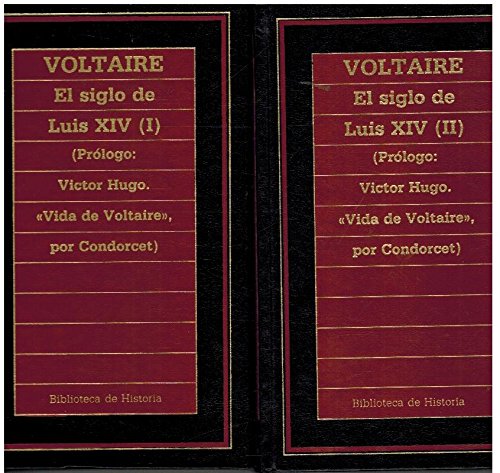 VOLTAIRE
El siglo de
Luis XIV (I)
(Prólogo:
Victor Hugo.
«Vida de Voltaire»,
por Condorcet)
Biblioteca de Historia
VOLTAIRE
El siglo de
Luis XIV (II)
(Prólogo:
Victor Hugo.
«Vida de Voltaire»,
por Condorcet)
Biblioteca de Historia